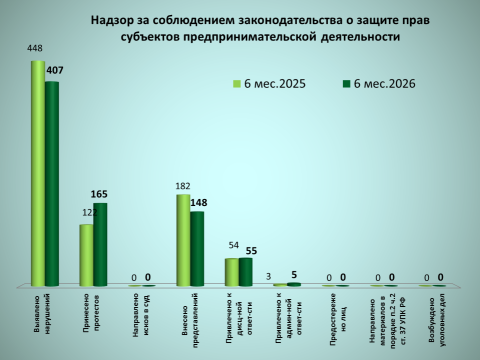 Надзор за соблюдением законодательства о защите прав
субъектов предпринимательской деятельности
6 мес.2025
6 мес.2026
448
407
122
165
0
0
182
148
54
55
3
5
0
0
0
0
0
0
Выявлено
нарушений
Принесено
протестов
Направлено
исков в суд
Внесено
представлений
Привлечено к
дисц-ной
ответ-сти
Привлечено к
админ-ной
ответ-сти
Предостереже
но лиц
Направлено
материалов в
порядке п.2 ч.2
ст. 37 УПК РФ
Возбуждено
уголовных дел